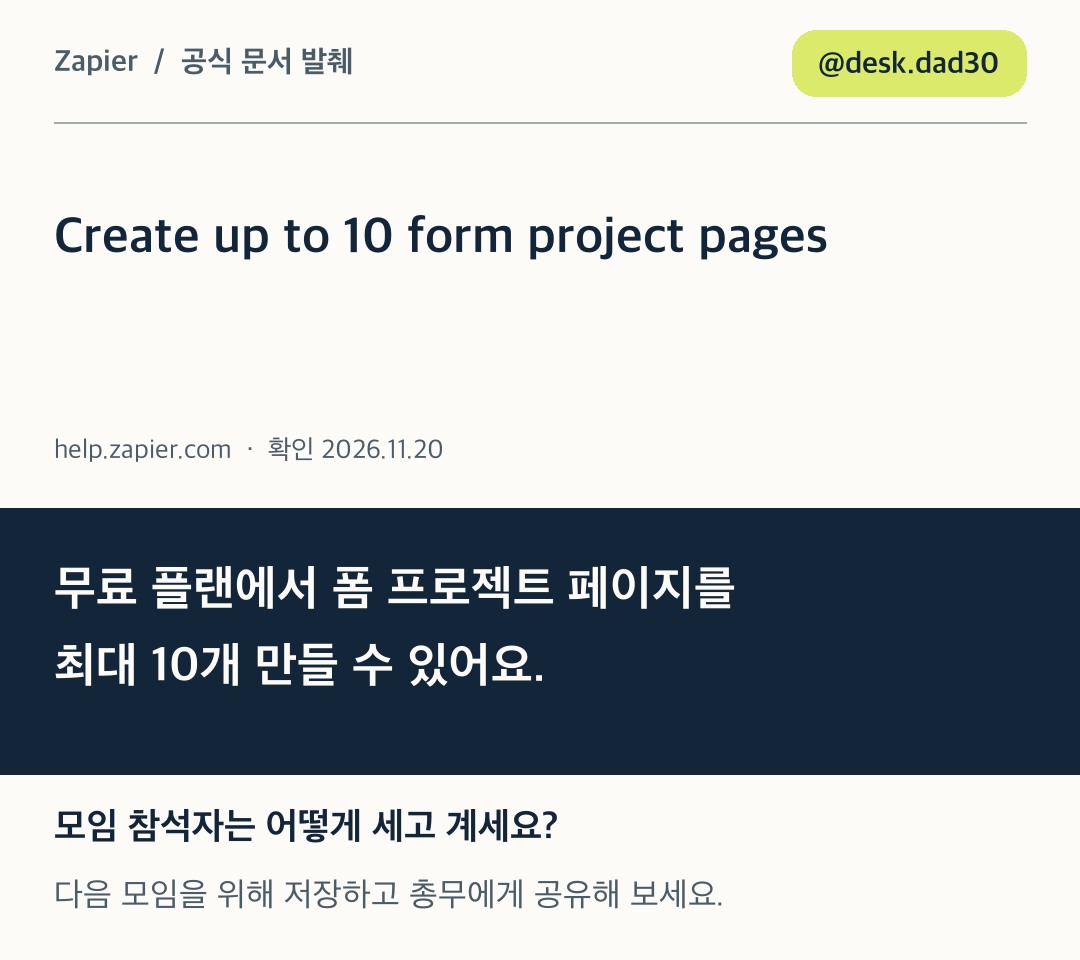 Zapier / 공식 문서 발췌
@desk.dad30
Create up to 10 form project pages
help.zapier.com · 확인 2026.11.20
무료 플랜에서 폼 프로젝트 페이지를
최대 10개 만들 수 있어요.
모임 참석자는 어떻게 세고 계세요?
다음 모임을 위해 저장하고 총무에게 공유해 보세요.